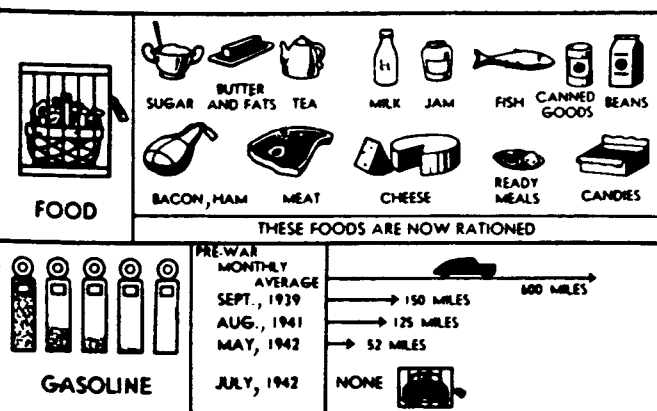 SUGAR
BUTTER
AND FATS
TEA
MILK
JAM
FISH
CANNED
GOODS
BEANS
BACON, HAM
MEAT
CHEESE
READY
MEALS
CANDIES
FOOD
THESE FOODS ARE NOW RATIONED
PRE-WAR
MONTHLY
AVERAGE
600 MILES
SEPT., 1939 150 MILES
AUG., 1941 125 MILES
MAY, 1942 52 MILES
JULY, 1942 NONE
GASOLINE